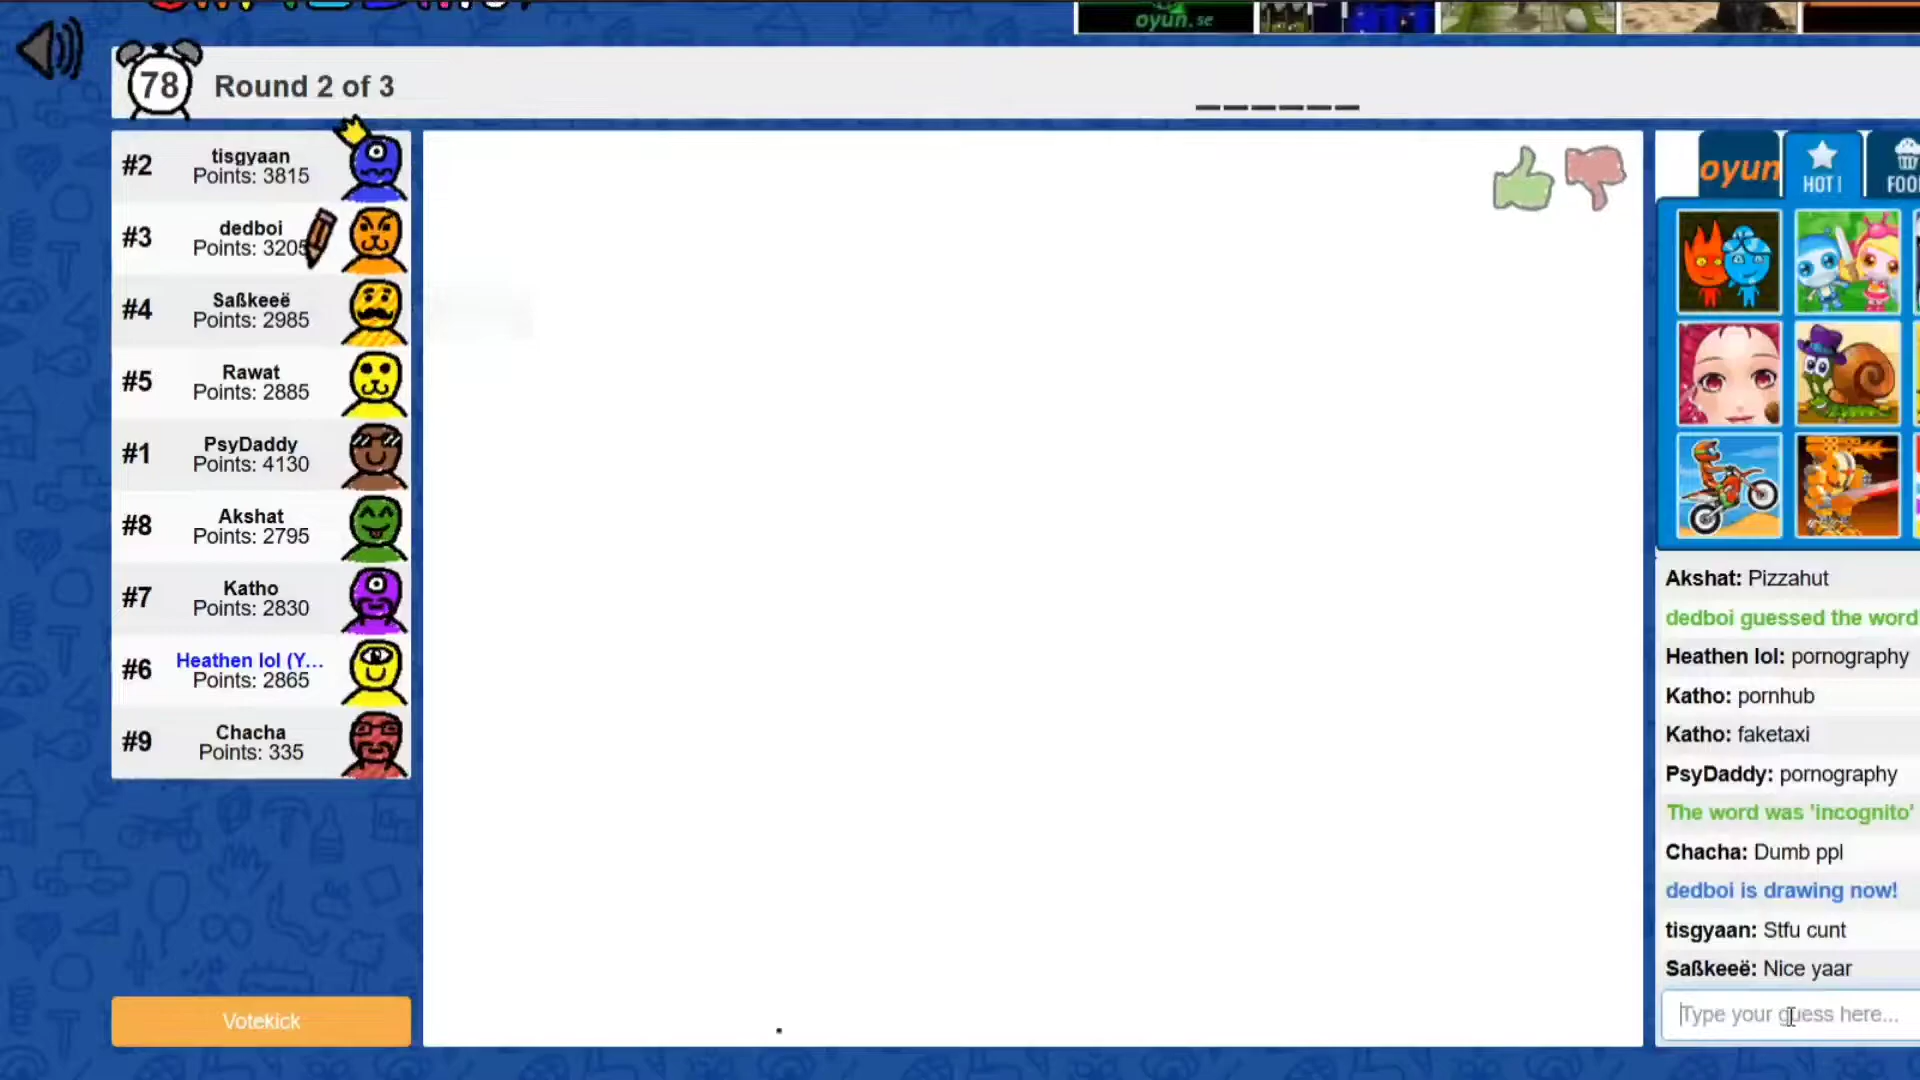 oyun.se
78
Round 2 of 3
______
#2
tisgyaan
Points: 3815
#3
dedboi
Points: 3205
#4
Saßkeeë
Points: 2985
#5
Rawat
Points: 2885
#1
PsyDaddy
Points: 4130
#8
Akshat
Points: 2795
#7
Katho
Points: 2830
#6
Heathen lol (Y...
Points: 2865
#9
Chacha
Points: 335
Votekick
oyun
HOT !
FOO
Akshat: Pizzahut
dedboi guessed the word
Heathen lol: pornography
Katho: pornhub
Katho: faketaxi
PsyDaddy: pornography
The word was 'incognito'
Chacha: Dumb ppl
dedboi is drawing now!
tisgyaan: Stfu cunt
Saßkeeë: Nice yaar
Type your guess here...